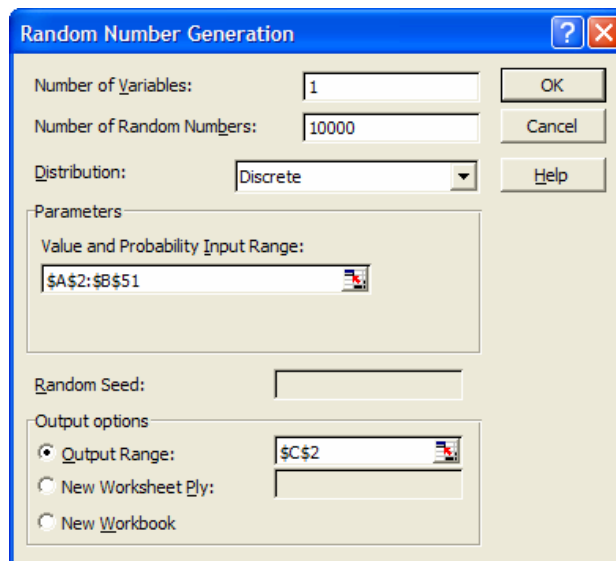 Random Number Generation
Number of Variables: 1 OK
Number of Random Numbers: 10000 Cancel
Distribution: Discrete Help
Parameters
Value and Probability Input Range:
$A$2:$B$51
Random Seed:
Output options
Output Range: $C$2
New Worksheet Ply:
New Workbook